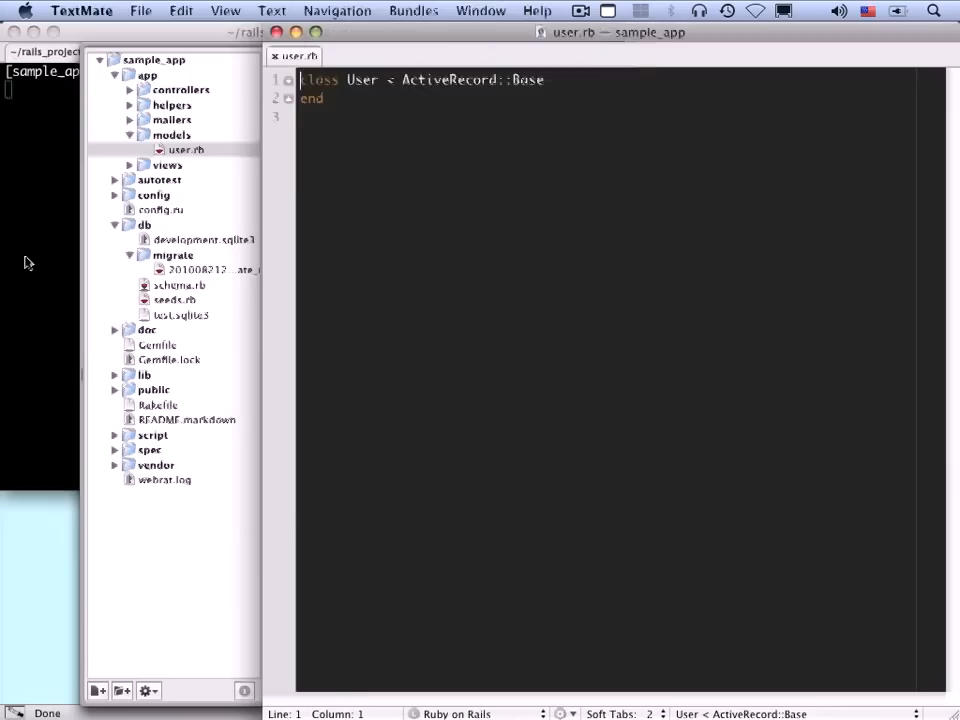 TextMate File Edit View Text Navigation Bundles Window Help
user.rb — sample_app
~/rails_project
user.rb
[sample_ap
sample_app
app
controllers
helpers
mailers
models
user.rb
views
autotest
config
config.ru
db
development.sqlite3
migrate
201008212…ate_
schema.rb
seeds.rb
test.sqlite3
doc
Gemfile
Gemfile.lock
lib
public
Rakefile
README.markdown
script
spec
vendor
webrat.log
1 class User < ActiveRecord::Base
2 end
3
Done
Line: 1 Column: 1 Ruby on Rails Soft Tabs: 2 User < ActiveRecord::Base